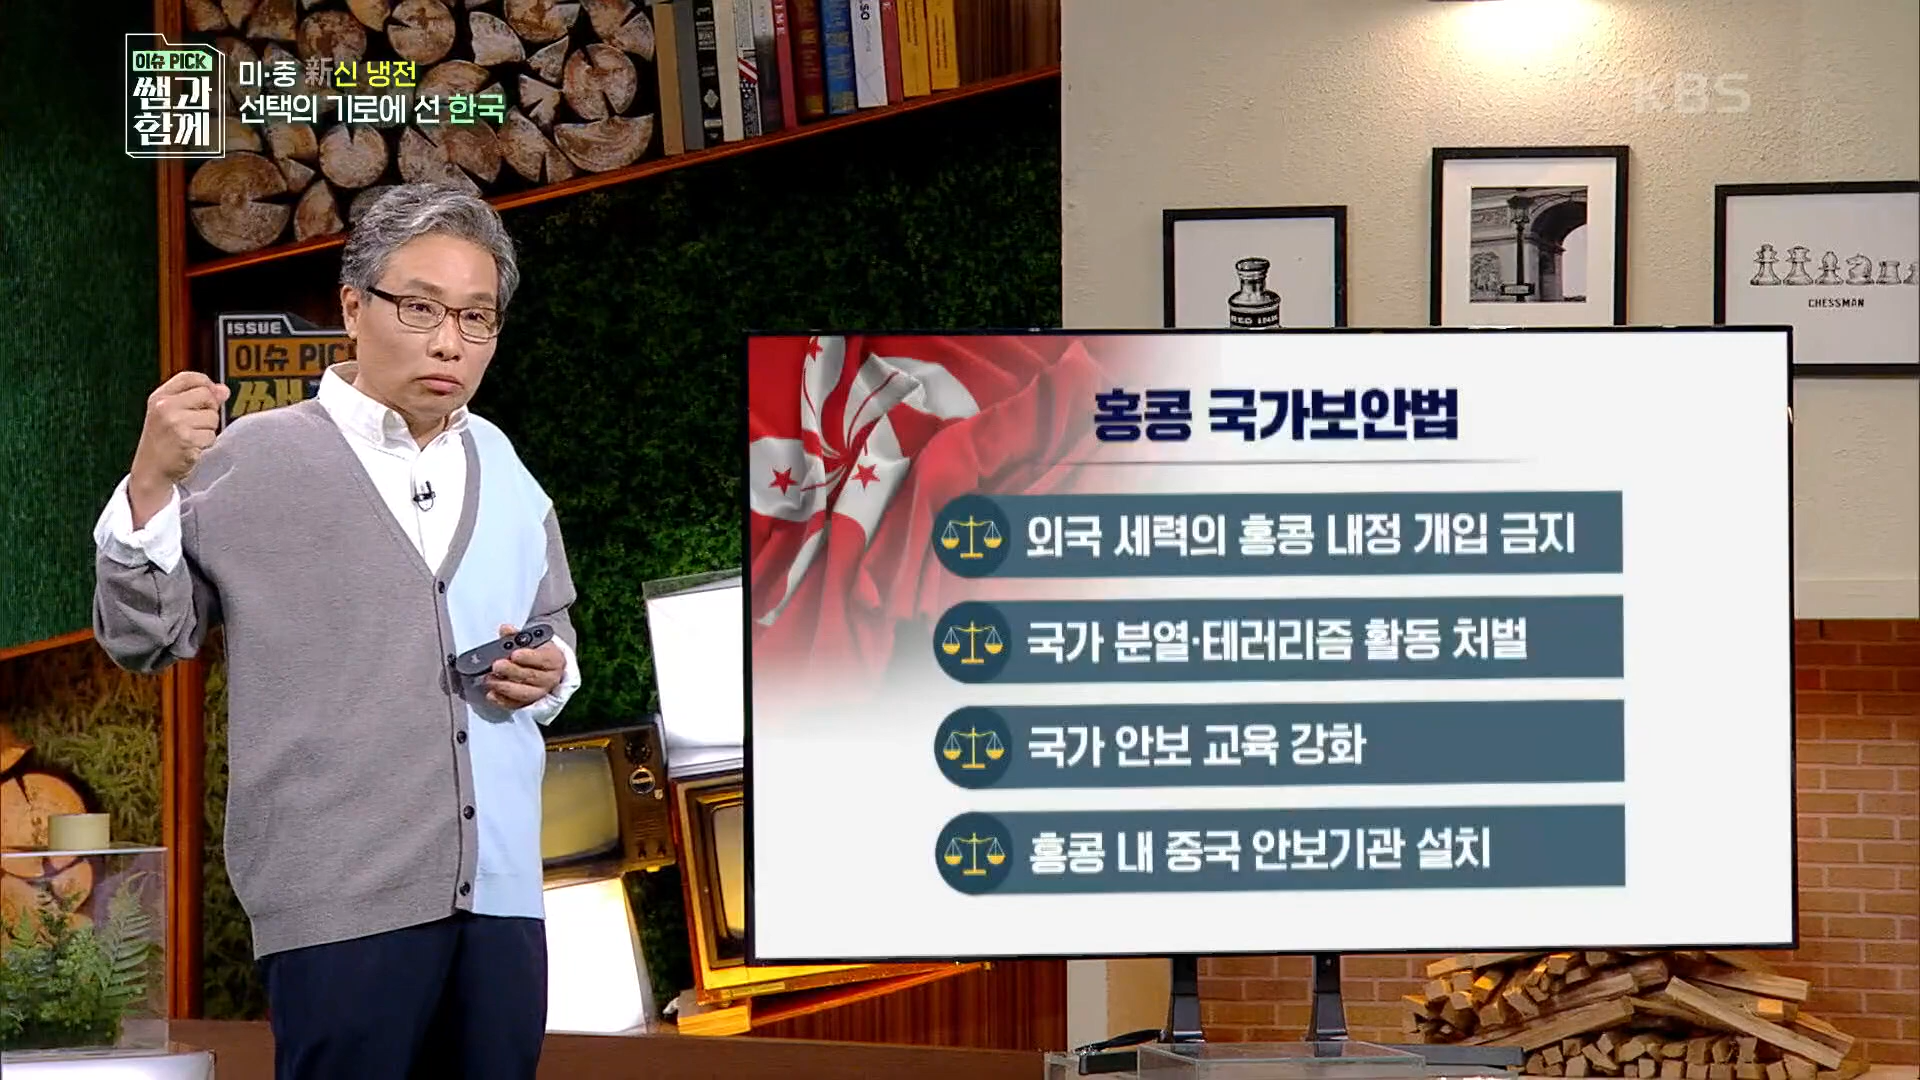 이슈 PICK
쌤과
함께
미·중 新신 냉전
선택의 기로에 선 한국
KBS
ISSUE
이슈 PIC
RED INK
CHESSMAN
홍콩 국가보안법
외국 세력의 홍콩 내정 개입 금지
국가 분열·테러리즘 활동 처벌
국가 안보 교육 강화
홍콩 내 중국 안보기관 설치